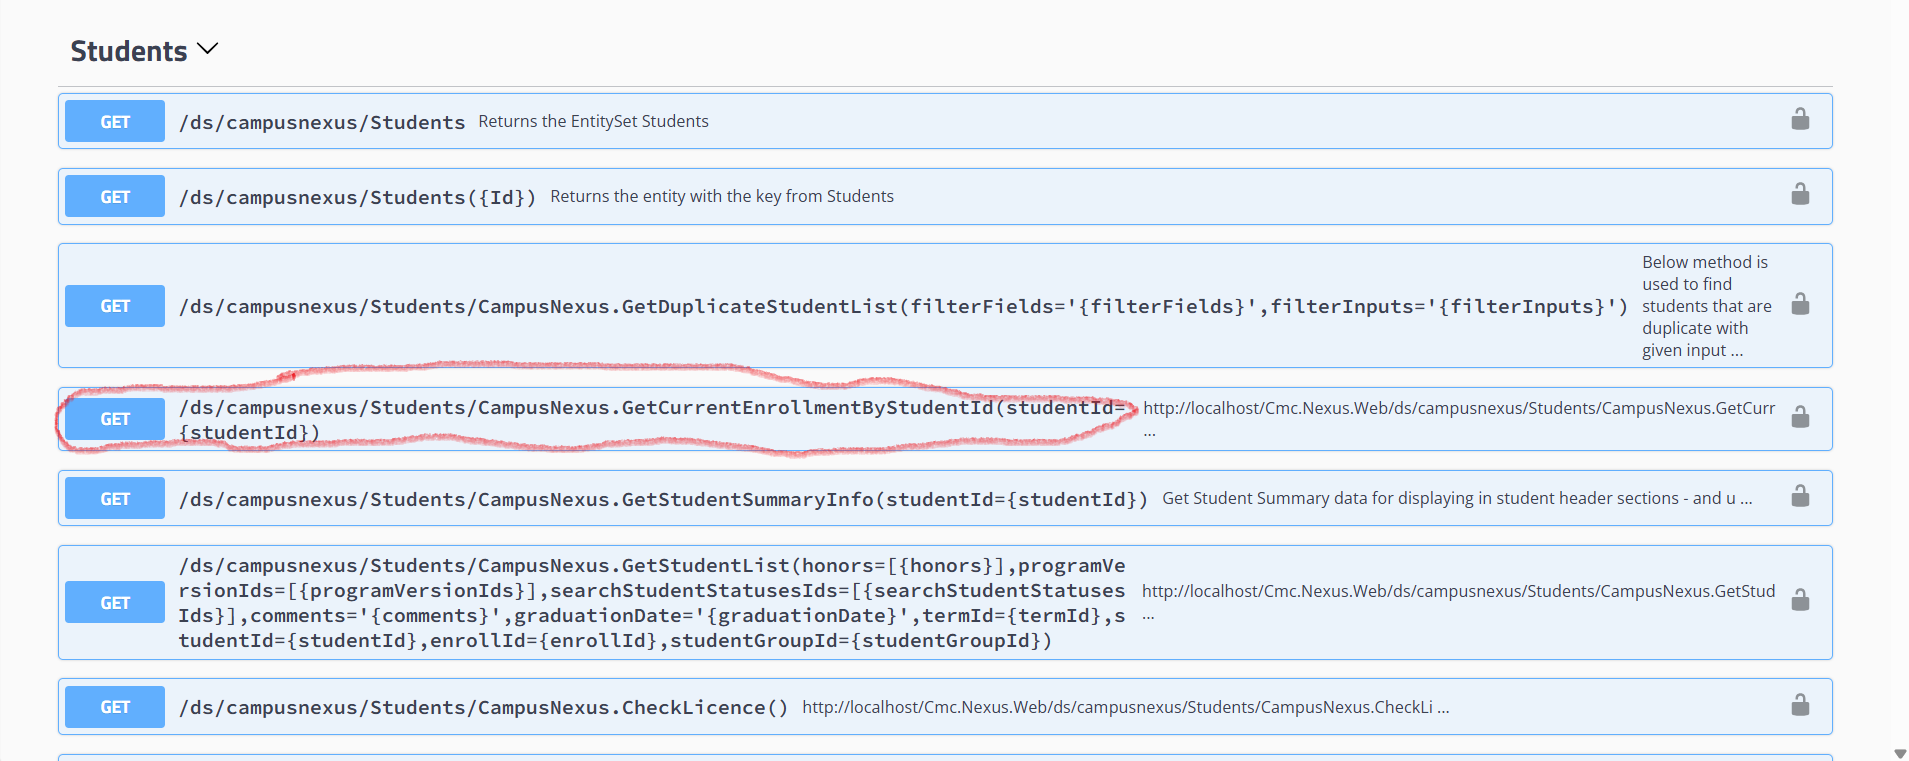 Students
GET /ds/campusnexus/Students Returns the EntitySet Students
GET /ds/campusnexus/Students({Id}) Returns the entity with the key from Students
GET /ds/campusnexus/Students/CampusNexus.GetDuplicateStudentList(filterFields='{filterFields}',filterInputs='{filterInputs}')
Below method is
used to find
students that are
duplicate with
given input ...
GET
/ds/campusnexus/Students/CampusNexus.GetCurrentEnrollmentByStudentId(studentId=
{studentId})
http://localhost/Cmc.Nexus.Web/ds/campusnexus/Students/CampusNexus.GetCurr
...
GET /ds/campusnexus/Students/CampusNexus.GetStudentSummaryInfo(studentId={studentId}) Get Student Summary data for displaying in student header sections - and u ...
GET
/ds/campusnexus/Students/CampusNexus.GetStudentList(honors=[{honors}],programVe
rsionIds=[{programVersionIds}],searchStudentStatusesIds=[{searchStudentStatuses
Ids}],comments='{comments}',graduationDate='{graduationDate}',termId={termId},s
tudentId={studentId},enrollId={enrollId},studentGroupId={studentGroupId})
http://localhost/Cmc.Nexus.Web/ds/campusnexus/Students/CampusNexus.GetStud
...
GET /ds/campusnexus/Students/CampusNexus.CheckLicence() http://localhost/Cmc.Nexus.Web/ds/campusnexus/Students/CampusNexus.CheckLi ...